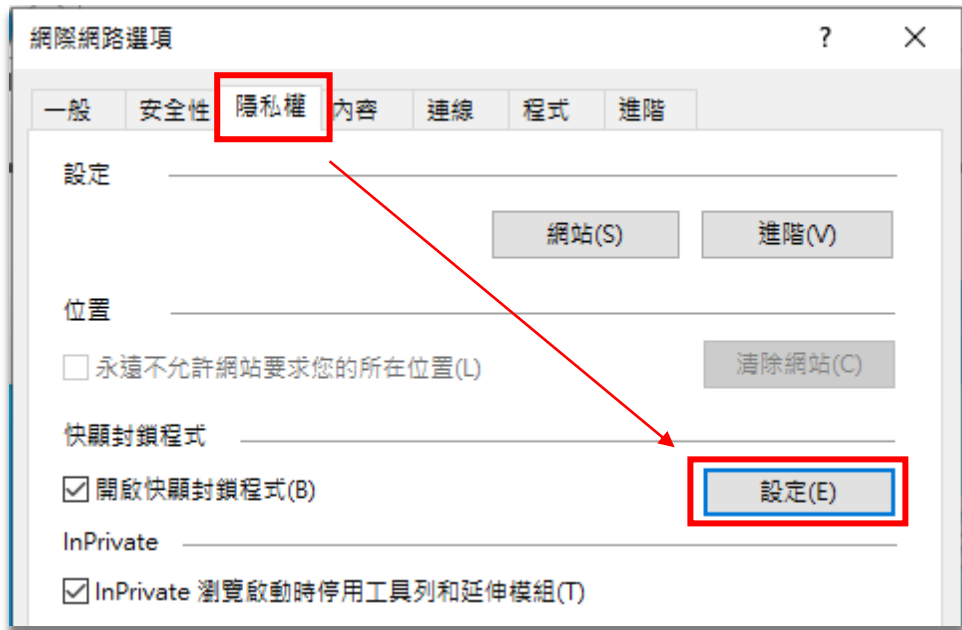 網際網路選項 ?
一般 安全性 隱私權 內容 連線 程式 進階
設定
網站(S) 進階(V)
位置
永遠不允許網站要求您的所在位置(L) 清除網站(C)
快顯封鎖程式
開啟快顯封鎖程式(B) 設定(E)
InPrivate
InPrivate 瀏覽啟動時停用工具列和延伸模組(T)